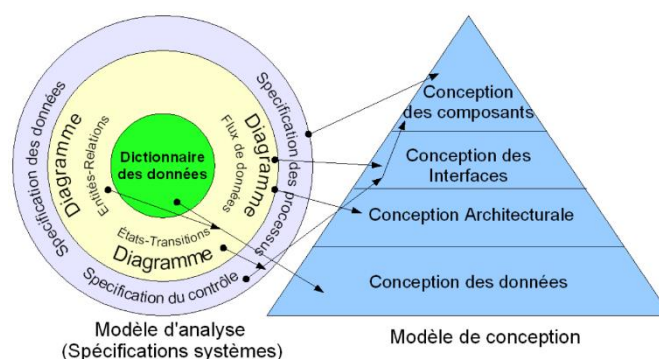 Spécification des données
Diagramme
Entités-Relations
Dictionnaire
des données
Flux de données
Diagramme
Spécification des processus
États-Transitions
Diagramme
Spécification du contrôle
Modèle d'analyse
(Spécifications systèmes)
Conception
des composants
Conception des
Interfaces
Conception Architecturale
Conception des données
Modèle de conception